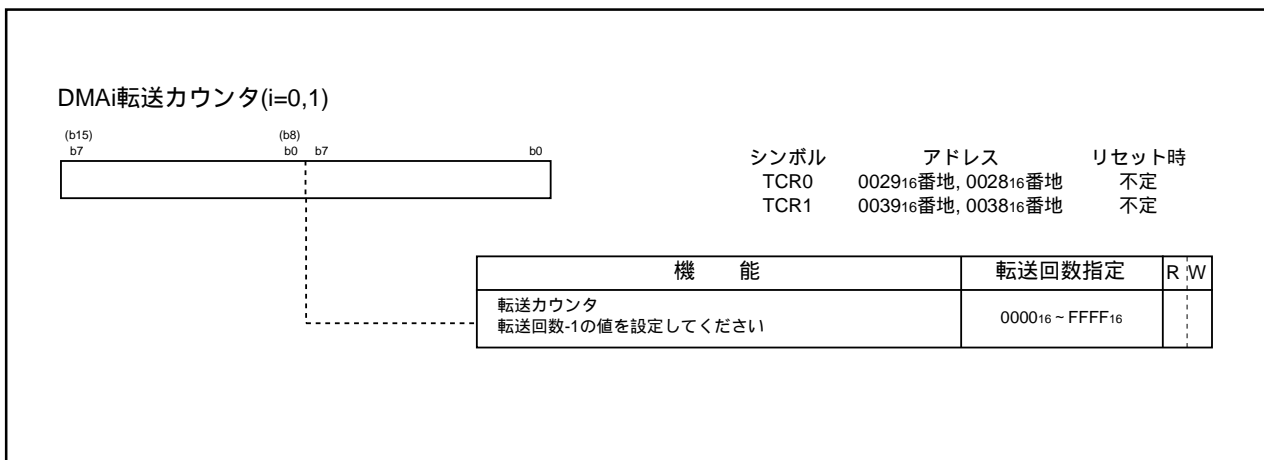 DMAi転送カウンタ(i=0,1)
(b15) (b8)
b7 b0 b7 b0
シンボル アドレス リセット時
TCR0 002916番地, 002816番地 不定
TCR1 003916番地, 003816番地 不定
機 能 転送回数指定 R W
転送カウンタ
転送回数-1の値を設定してください
000016 ~ FFFF16